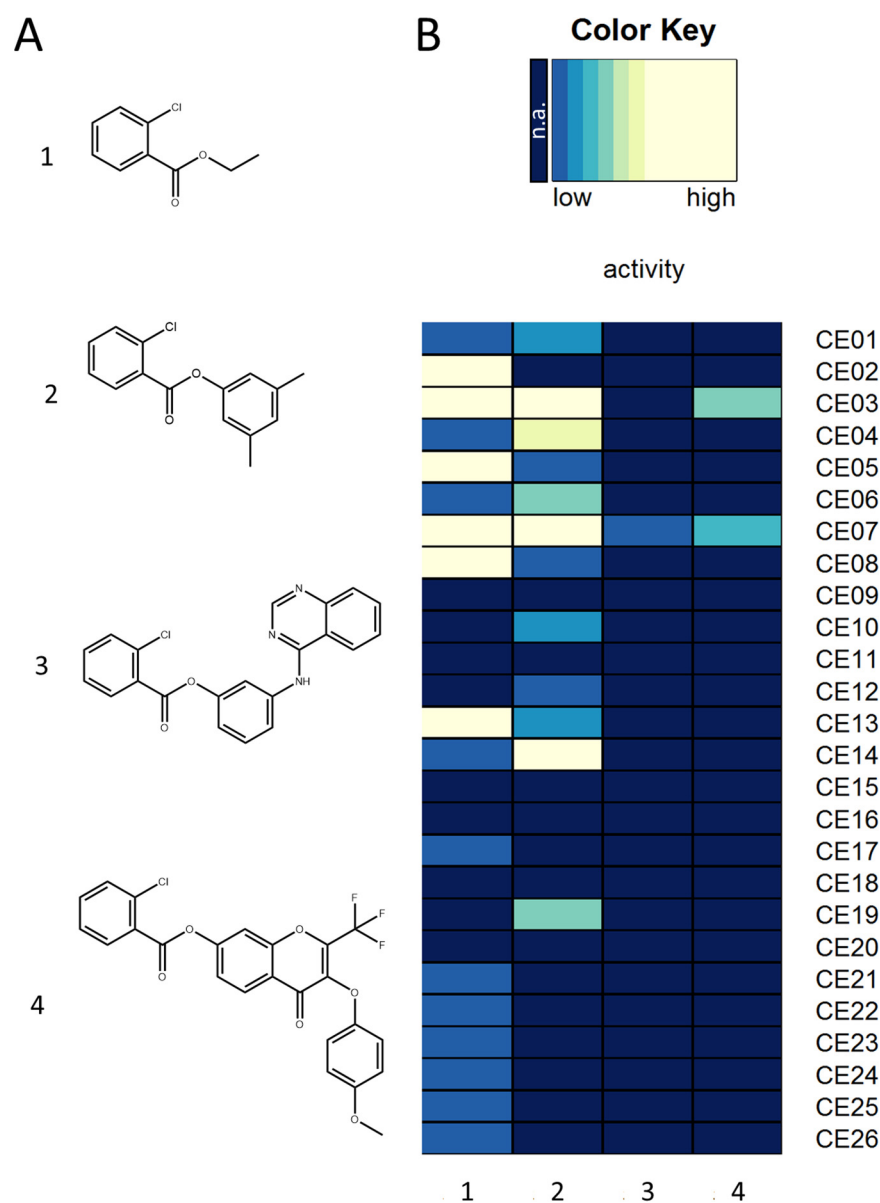 A
B
Color Key
n.a.
low high
activity
1
Cl
O
O
2
Cl
O
O
3
N
N
Cl
O
NH
O
4
Cl
F
F
O
O
F
O
O
O
O
CE01
CE02
CE03
CE04
CE05
CE06
CE07
CE08
CE09
CE10
CE11
CE12
CE13
CE14
CE15
CE16
CE17
CE18
CE19
CE20
CE21
CE22
CE23
CE24
CE25
CE26
1 2 3 4